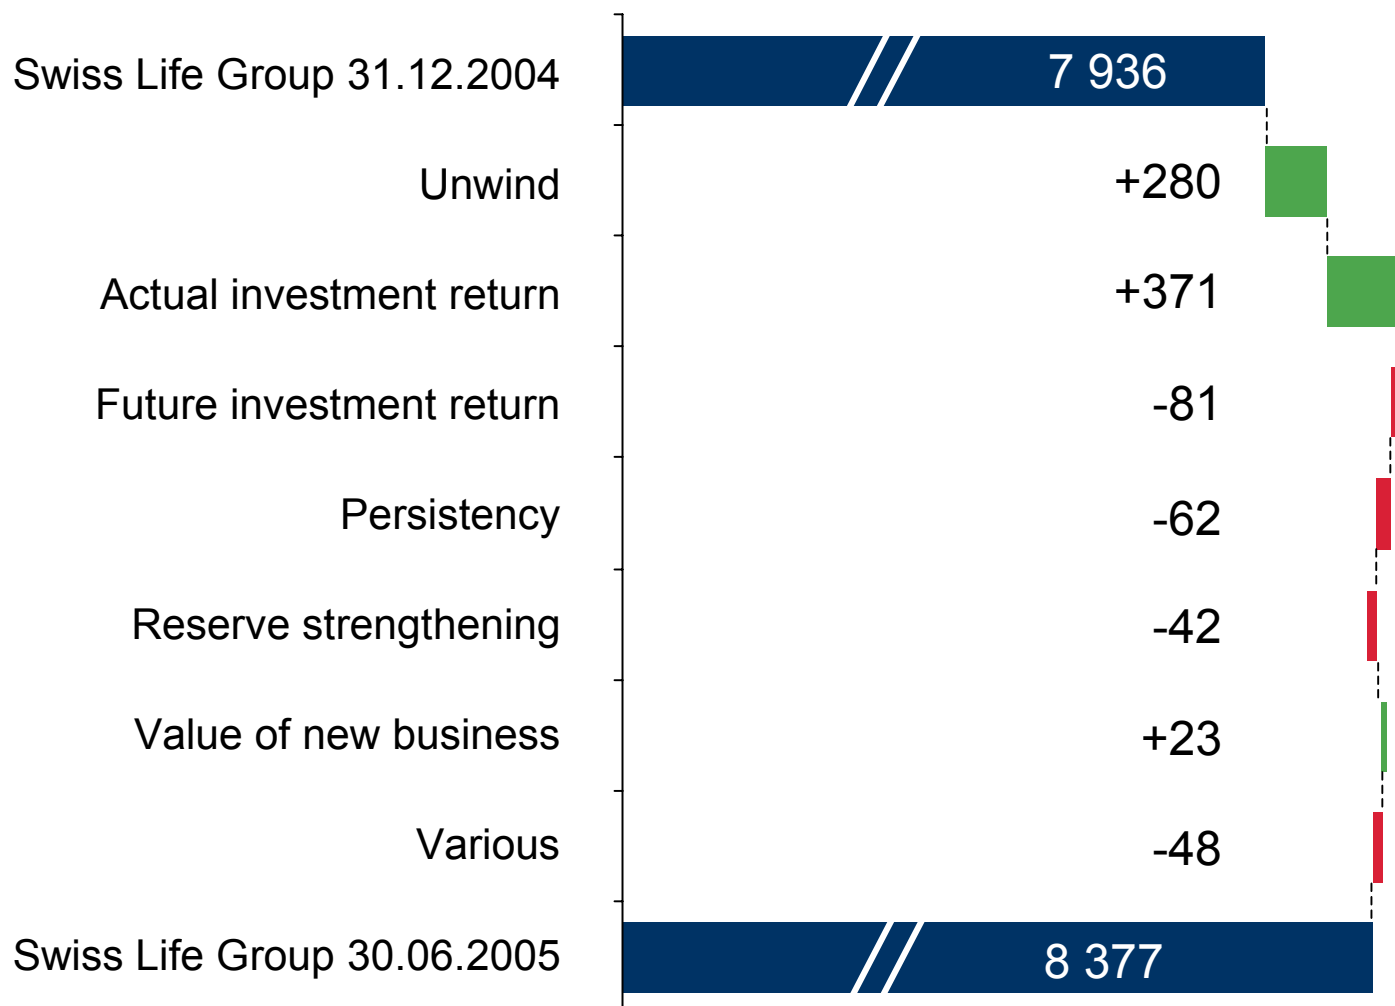 Swiss Life Group 31.12.2004 7 936
Unwind +280
Actual investment return +371
Future investment return -81
Persistency -62
Reserve strengthening -42
Value of new business +23
Various -48
Swiss Life Group 30.06.2005 8 377